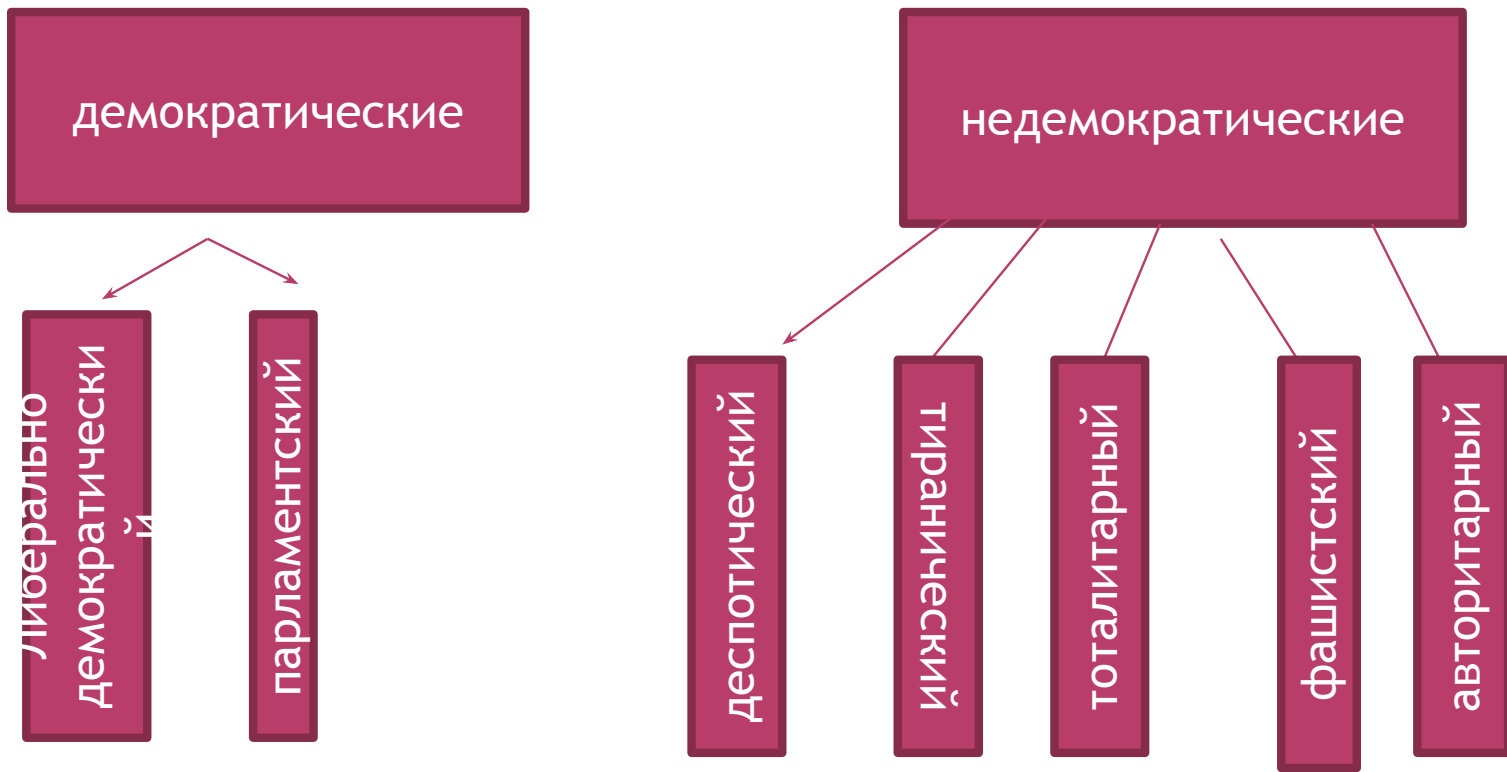 демократические
недемократические
Либерально
демократически
й
парламентский
деспотический
тиранический
тоталитарный
фашистский
авторитарный